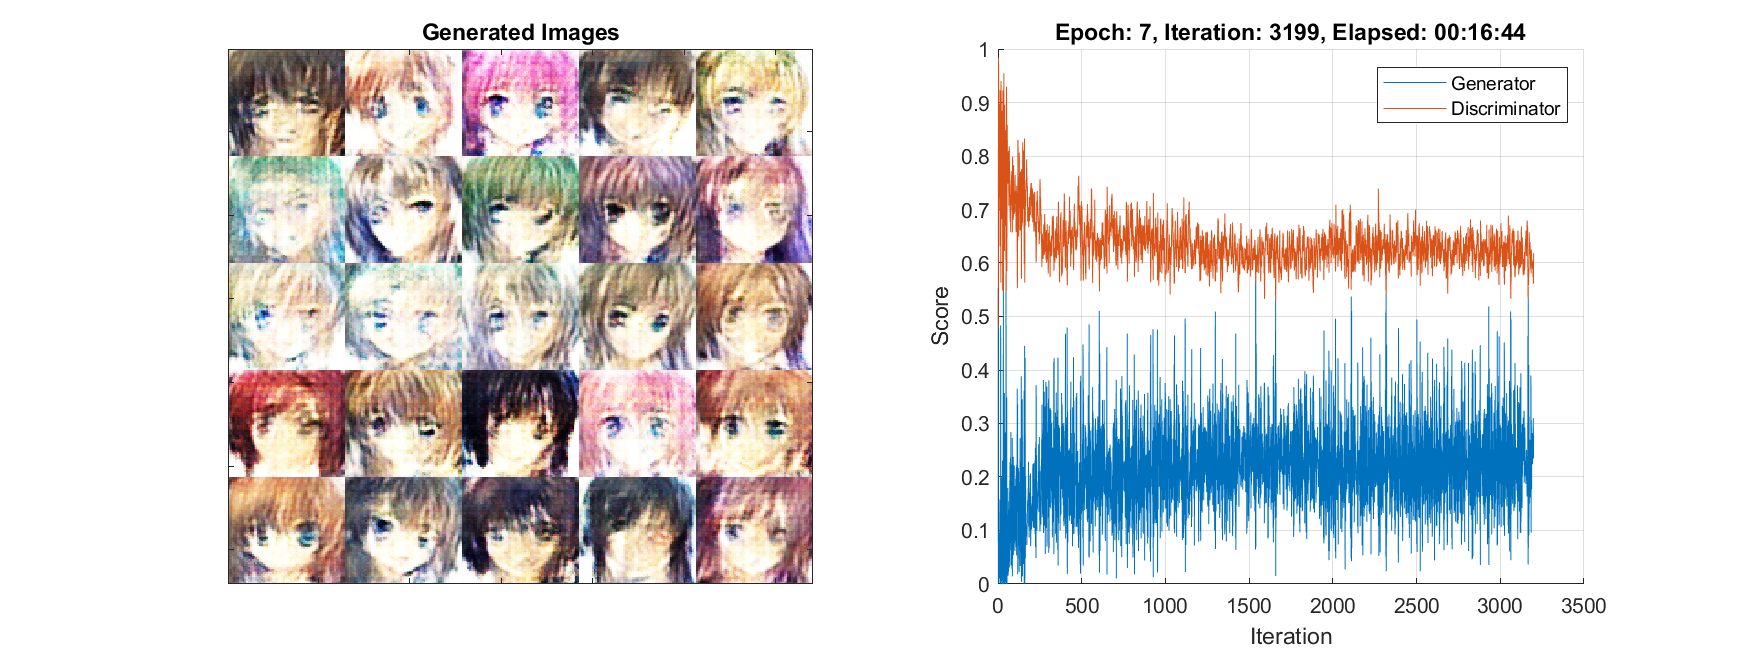 Generated Images
Epoch: 7, Iteration: 3199, Elapsed: 00:16:44
Generator
Discriminator
1
0.9
0.8
0.7
0.6
0.5
0.4
0.3
0.2
0.1
0
Score
0 500 1000 1500 2000 2500 3000 3500
Iteration